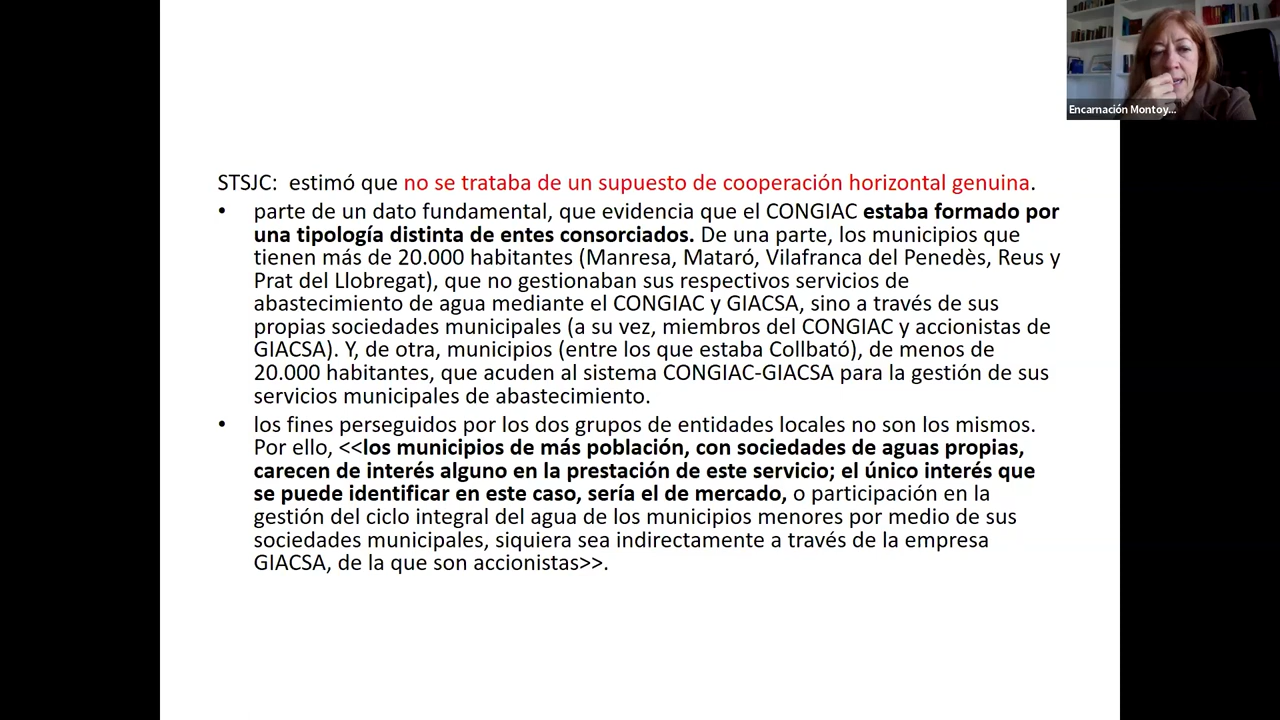 Encarnación Montoy...
STSJC: estimó que no se trataba de un supuesto de cooperación horizontal genuina.
• parte de un dato fundamental, que evidencia que el CONGIAC estaba formado por
una tipología distinta de entes consorciados. De una parte, los municipios que
tienen más de 20.000 habitantes (Manresa, Mataró, Vilafranca del Penedès, Reus y
Prat del Llobregat), que no gestionaban sus respectivos servicios de
abastecimiento de agua mediante el CONGIAC y GIACSA, sino a través de sus
propias sociedades municipales (a su vez, miembros del CONGIAC y accionistas de
GIACSA). Y, de otra, municipios (entre los que estaba Collbató), de menos de
20.000 habitantes, que acuden al sistema CONGIAC-GIACSA para la gestión de sus
servicios municipales de abastecimiento.
• los fines perseguidos por los dos grupos de entidades locales no son los mismos.
Por ello, <<los municipios de más población, con sociedades de aguas propias,
carecen de interés alguno en la prestación de este servicio; el único interés que
se puede identificar en este caso, sería el de mercado, o participación en la
gestión del ciclo integral del agua de los municipios menores por medio de sus
sociedades municipales, siquiera sea indirectamente a través de la empresa
GIACSA, de la que son accionistas>>.